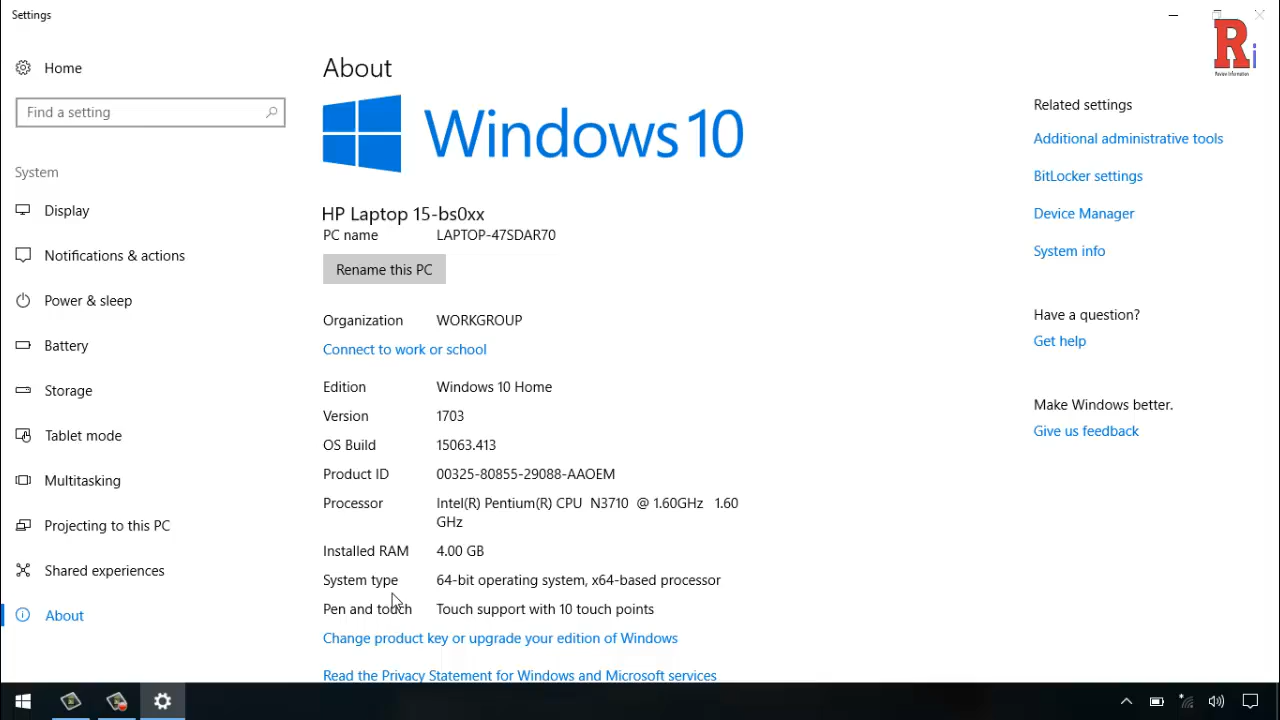 Settings
Home
Find a setting
System
Display
Notifications & actions
Power & sleep
Battery
Storage
Tablet mode
Multitasking
Projecting to this PC
Shared experiences
About
About
Windows 10
HP Laptop 15-bs0xx
PC name LAPTOP-47SDAR70
Rename this PC
Organization WORKGROUP
Connect to work or school
Edition Windows 10 Home
Version 1703
OS Build 15063.413
Product ID 00325-80855-29088-AAOEM
Processor Intel(R) Pentium(R) CPU N3710 @ 1.60GHz 1.60
GHz
Installed RAM 4.00 GB
System type 64-bit operating system, x64-based processor
Pen and touch Touch support with 10 touch points
Change product key or upgrade your edition of Windows
Read the Privacy Statement for Windows and Microsoft services
Ri
Review Information
Related settings
Additional administrative tools
BitLocker settings
Device Manager
System info
Have a question?
Get help
Make Windows better.
Give us feedback